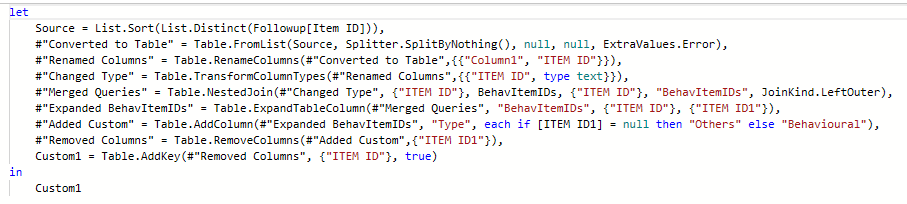 let
Source = List.Sort(List.Distinct(Followup[Item ID])),
#"Converted to Table" = Table.FromList(Source, Splitter.SplitByNothing(), null, null, ExtraValues.Error),
#"Renamed Columns" = Table.RenameColumns(#"Converted to Table",{{"Column1", "ITEM ID"}}),
#"Changed Type" = Table.TransformColumnTypes(#"Renamed Columns",{{"ITEM ID", type text}}),
#"Merged Queries" = Table.NestedJoin(#"Changed Type", {"ITEM ID"}, BehavItemIDs, {"ITEM ID"}, "BehavItemIDs", JoinKind.LeftOuter),
#"Expanded BehavItemIDs" = Table.ExpandTableColumn(#"Merged Queries", "BehavItemIDs", {"ITEM ID"}, {"ITEM ID1"}),
#"Added Custom" = Table.AddColumn(#"Expanded BehavItemIDs", "Type", each if [ITEM ID1] = null then "Others" else "Behavioural"),
#"Removed Columns" = Table.RemoveColumns(#"Added Custom",{"ITEM ID1"}),
Custom1 = Table.AddKey(#"Removed Columns", {"ITEM ID"}, true)
in
Custom1